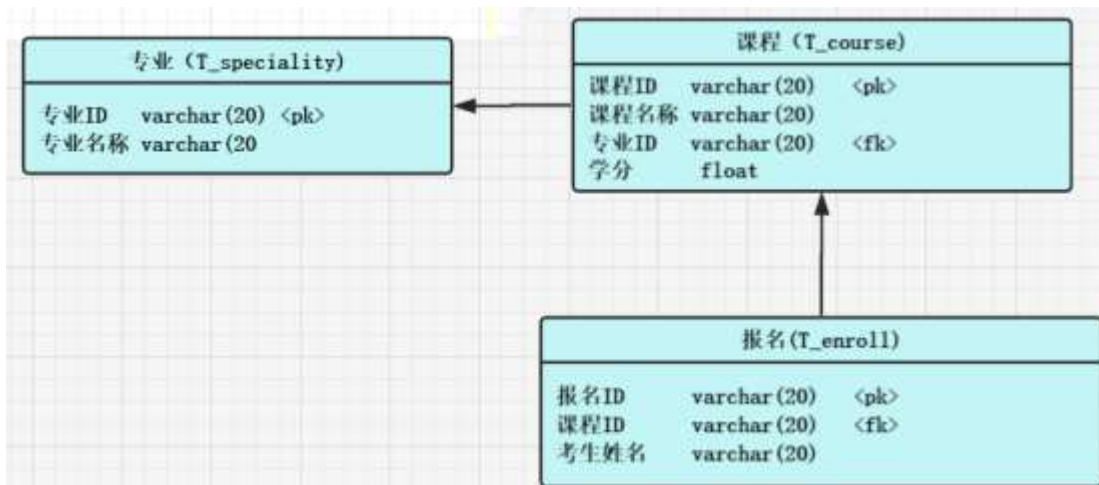 专业（T_speciality)
专业ID varchar(20) <pk>
专业名称 varchar(20
课程（T_course)
课程ID varchar(20) <pk>
课程名称 varchar(20)
专业ID varchar(20) <fk>
学分 float
报名(T_enroll)
报名ID varchar(20) <pk>
课程ID varchar(20) <fk>
考生姓名 varchar(20)